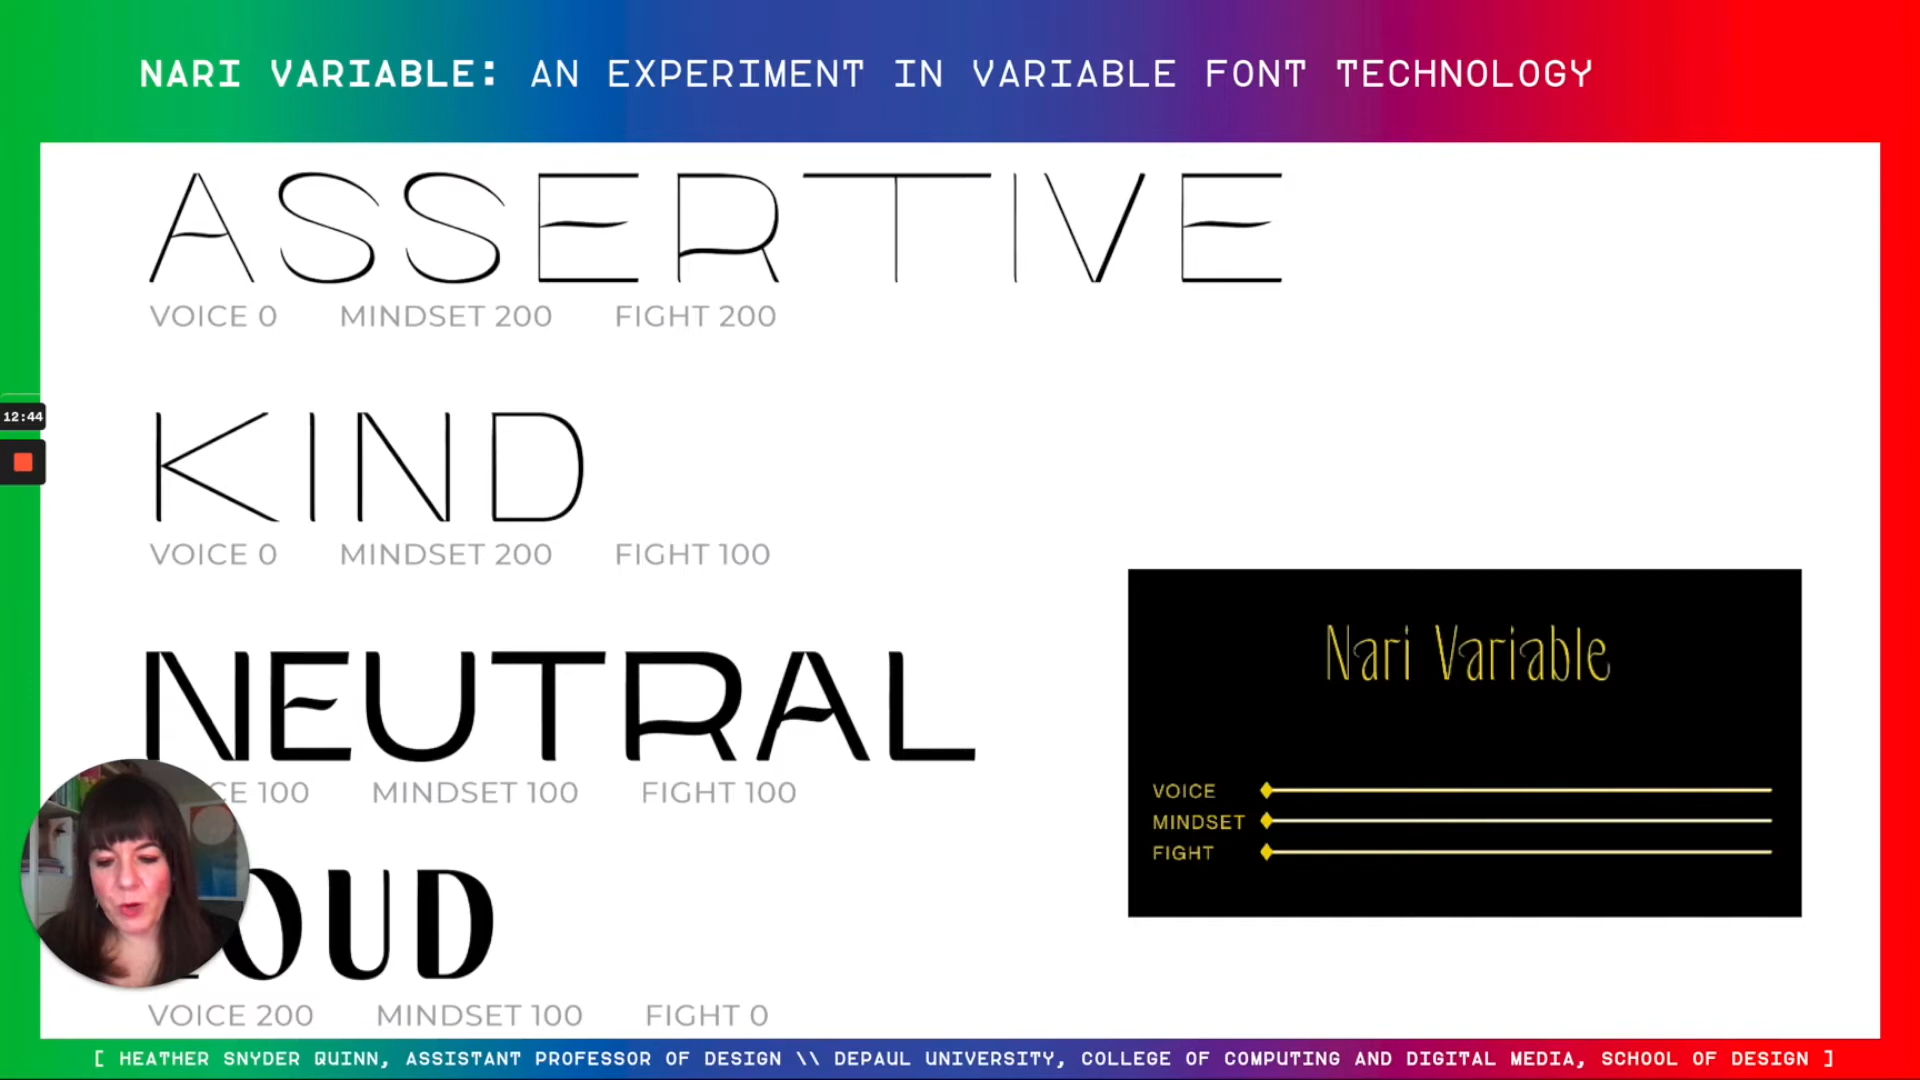 NARI VARIABLE: AN EXPERIMENT IN VARIABLE FONT TECHNOLOGY
ASSERTIVE
VOICE 0 MINDSET 200 FIGHT 200
12:44
KIND
VOICE 0 MINDSET 200 FIGHT 100
NEUTRAL
CE 100 MINDSET 100 FIGHT 100
OUD
VOICE 200 MINDSET 100 FIGHT 0
Nari Variable
VOICE
MINDSET
FIGHT
[ HEATHER SNYDER QUINN, ASSISTANT PROFESSOR OF DESIGN \\ DEPAUL UNIVERSITY, COLLEGE OF COMPUTING AND DIGITAL MEDIA, SCHOOL OF DESIGN ]